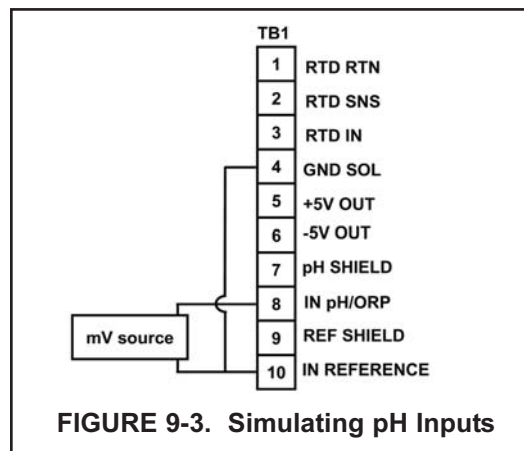 TB1
1 RTD RTN
2 RTD SNS
3 RTD IN
4 GND SOL
5 +5V OUT
6 -5V OUT
7 pH SHIELD
8 IN pH/ORP
mv source
9 REF SHIELD
10 IN REFERENCE
FIGURE 9-3. Simulating pH Inputs